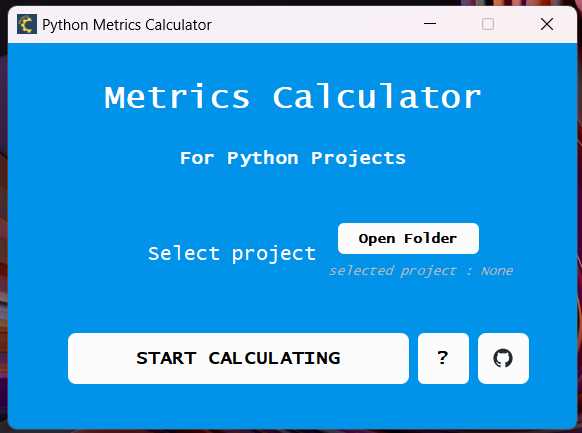 Python Metrics Calculator
Metrics Calculator
For Python Projects
Select project
Open Folder
selected project : None
START CALCULATING
?